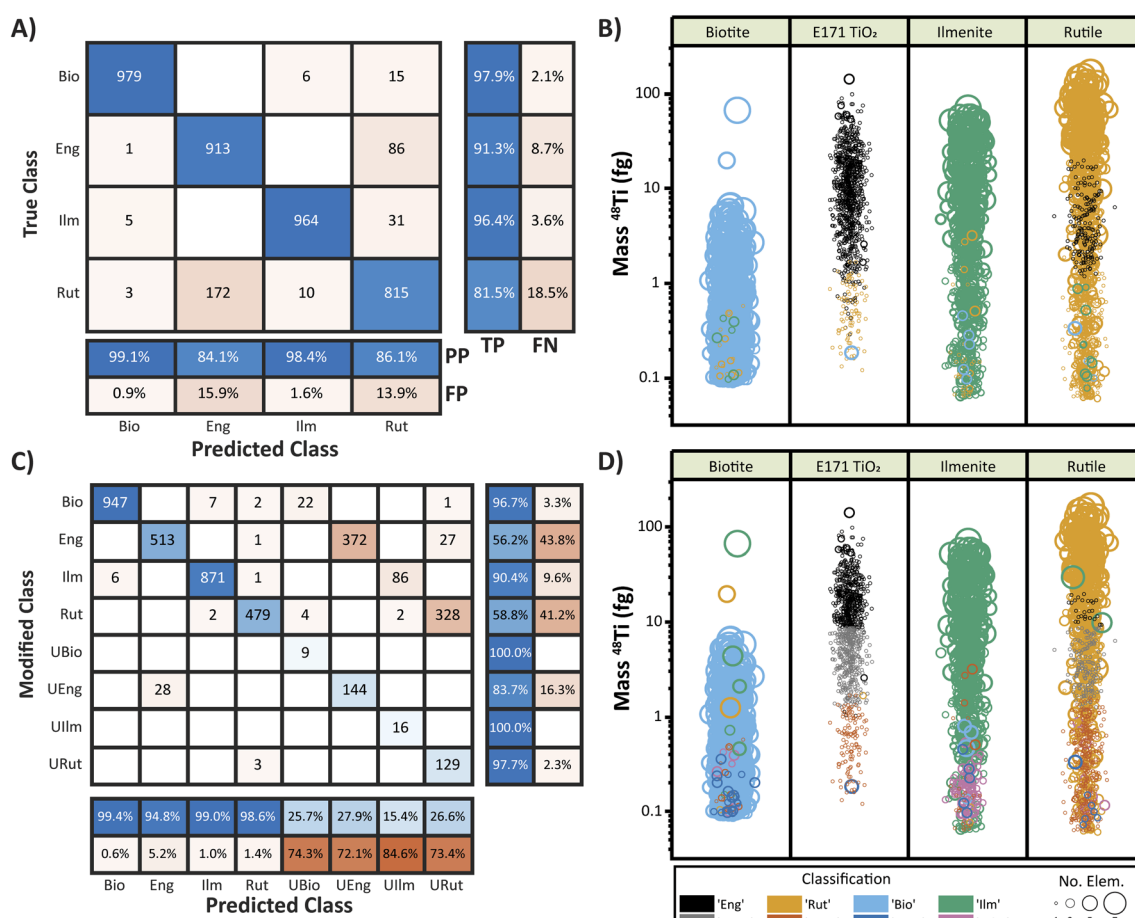 A)
True Class
Bio 979 6 15 97.9% 2.1%
Eng 1 913 86 91.3% 8.7%
Ilm 5 964 31 96.4% 3.6%
Rut 3 172 10 815 81.5% 18.5%
TP FN
99.1% 84.1% 98.4% 86.1% PP
0.9% 15.9% 1.6% 13.9% FP
Bio Eng Ilm Rut
Predicted Class
B)
Biotite E171 TiO₂ Ilmenite Rutile
Mass ⁴⁸Ti (fg)
100
10
1
0.1
C)
Modified Class
Bio 947 7 2 22 1 96.7% 3.3%
Eng 513 1 372 27 56.2% 43.8%
Ilm 6 871 1 86 90.4% 9.6%
Rut 2 479 4 2 328 58.8% 41.2%
UBio 9 100.0%
UEng 28 144 83.7% 16.3%
UIlm 16 100.0%
URut 3 129 97.7% 2.3%
99.4% 94.8% 99.0% 98.6% 25.7% 27.9% 15.4% 26.6%
0.6% 5.2% 1.0% 1.4% 74.3% 72.1% 84.6% 73.4%
Bio Eng Ilm Rut UBio UEng UIlm URut
Predicted Class
D)
Biotite E171 TiO₂ Ilmenite Rutile
Mass ⁴⁸Ti (fg)
100
10
1
0.1
Classification No. Elem.
'Eng' 'Rut' 'Bio' 'Ilm'